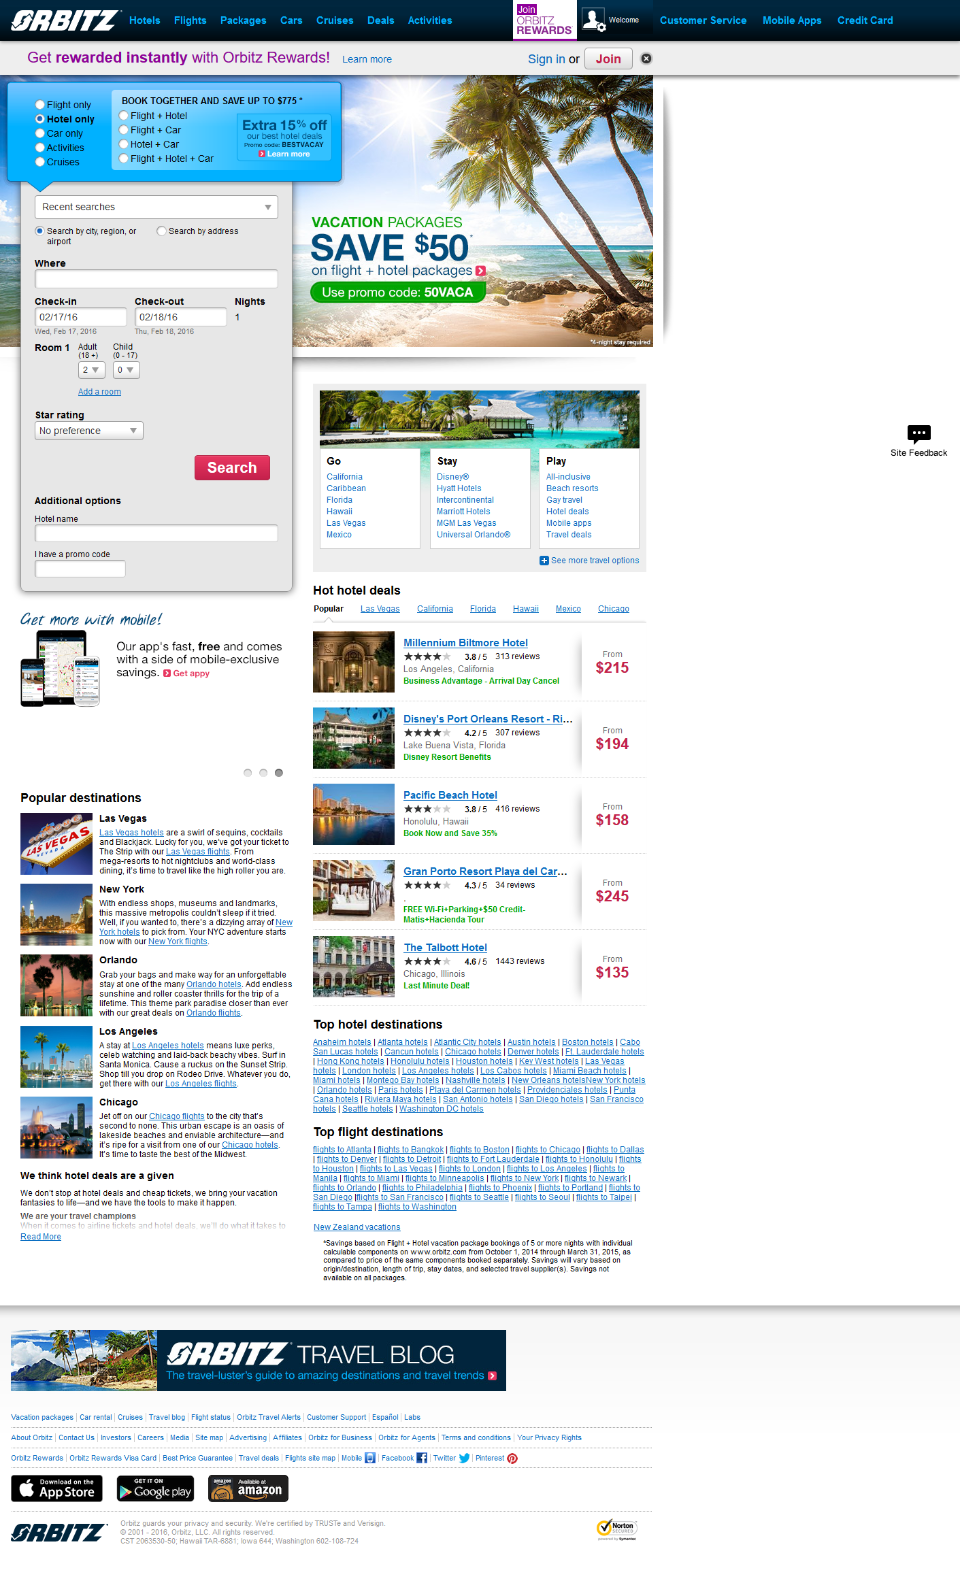 ORBITZ Hotels Flights Packages Cars Cruises Deals Activities Join ORBITZ REWARDS Welcome Customer Service Mobile Apps Credit Card
Get rewarded instantly with Orbitz Rewards! Learn more Sign in or Join
Flight only
Hotel only
Car only
Activities
Cruises
BOOK TOGETHER AND SAVE UP TO $775 *
Flight + Hotel
Flight + Car
Hotel + Car
Flight + Hotel + Car
Extra 15% off
our best hotel deals
Promo code: BESTVACAY
Learn more
Recent searches
Search by city, region, or airport
Search by address
Where
Check-in Check-out Nights
02/17/16 02/18/16 1
Wed, Feb 17, 2016 Thu, Feb 18, 2016
Room 1 Adult (18 +) Child (0 - 17)
2 0
Add a room
Star rating
No preference
Search
Additional options
Hotel name
I have a promo code
VACATION PACKAGES
SAVE $50*
on flight + hotel packages
Use promo code: 50VACA
*4-night stay required
Site Feedback
Go
California
Caribbean
Florida
Hawaii
Las Vegas
Mexico
Stay
Disney®
Hyatt Hotels
Intercontinental
Marriott Hotels
MGM Las Vegas
Universal Orlando®
Play
All-inclusive
Beach resorts
Gay travel
Hotel deals
Mobile apps
Travel deals
See more travel options
Get more with mobile!
Our app's fast, free and comes
with a side of mobile-exclusive
savings. Get appy
Hot hotel deals
Popular Las Vegas California Florida Hawaii Mexico Chicago
Millennium Biltmore Hotel
3.8 / 5 313 reviews
Los Angeles, California
Business Advantage - Arrival Day Cancel
From
$215
Disney's Port Orleans Resort - Ri...
4.2 / 5 307 reviews
Lake Buena Vista, Florida
Disney Resort Benefits
From
$194
Pacific Beach Hotel
3.8 / 5 416 reviews
Honolulu, Hawaii
Book Now and Save 35%
From
$158
Gran Porto Resort Playa del Car...
4.3 / 5 34 reviews
,
FREE Wi-Fi+Parking+$50 Credit-
Matis+Hacienda Tour
From
$245
The Talbott Hotel
4.6 / 5 1443 reviews
Chicago, Illinois
Last Minute Deal!
From
$135
Popular destinations
Las Vegas
Las Vegas hotels are a swirl of sequins, cocktails
and Blackjack. Lucky for you, we've got your ticket to
The Strip with our Las Vegas flights. From
mega-resorts to hot nightclubs and world-class
dining, it's time to travel like the high roller you are.
New York
With endless shops, museums and landmarks,
this massive metropolis couldn't sleep if it tried.
Well, if you wanted to, there's a dizzying array of New
York hotels to pick from. Your NYC adventure starts
now with our New York flights.
Orlando
Grab your bags and make way for an unforgettable
stay at one of the many Orlando hotels. Add endless
sunshine and roller coaster thrills for the trip of a
lifetime. This theme park paradise closer than ever
with our great deals on Orlando flights.
Los Angeles
A stay at Los Angeles hotels means luxe perks,
celeb watching and laid-back beachy vibes. Surf in
Santa Monica. Cause a ruckus on the Sunset Strip.
Shop till you drop on Rodeo Drive. Whatever you do,
get there with our Los Angeles flights.
Chicago
Jet off on our Chicago flights to the city that's
second to none. This urban escape is an oasis of
lakeside beaches and enviable architecture—and
it's ripe for a visit from one of our Chicago hotels.
It's time to taste the best of the Midwest.
We think hotel deals are a given
We don't stop at hotel deals and cheap tickets, we bring your vacation
fantasies to life—and we have the tools to make it happen.
We are your travel champions
When it comes to airline tickets and hotel deals, we'll do what it takes to
Read More
Top hotel destinations
Anaheim hotels | Atlanta hotels | Atlantic City hotels | Austin hotels | Boston hotels | Cabo
San Lucas hotels | Cancun hotels | Chicago hotels | Denver hotels | Ft. Lauderdale hotels
| Hong Kong hotels | Honolulu hotels | Houston hotels | Key West hotels | Las Vegas
hotels | London hotels | Los Angeles hotels | Los Cabos hotels | Miami Beach hotels |
Miami hotels | Montego Bay hotels | Nashville hotels | New Orleans hotelsNew York hotels
| Orlando hotels | Paris hotels | Playa del Carmen hotels | Providenciales hotels | Punta
Cana hotels | Riviera Maya hotels | San Antonio hotels | San Diego hotels | San Francisco
hotels | Seattle hotels | Washington DC hotels
Top flight destinations
flights to Atlanta | flights to Bangkok | flights to Boston | flights to Chicago | flights to Dallas
| flights to Denver | flights to Detroit | flights to Fort Lauderdale | flights to Honolulu | flights
to Houston | flights to Las Vegas | flights to London | flights to Los Angeles | flights to
Manila | flights to Miami | flights to Minneapolis | flights to New York | flights to Newark |
flights to Orlando | flights to Philadelphia | flights to Phoenix | flights to Portland | flights to
San Diego |flights to San Francisco | flights to Seattle | flights to Seoul | flights to Taipei |
flights to Tampa | flights to Washington
New Zealand vacations
*Savings based on Flight + Hotel vacation package bookings of 5 or more nights with individual
calculable components on www.orbitz.com from October 1, 2014 through March 31, 2015, as
compared to price of the same components booked separately. Savings will vary based on
origin/destination, length of trip, stay dates, and selected travel supplier(s). Savings not
available on all packages.
ORBITZ TRAVEL BLOG
The travel-luster's guide to amazing destinations and travel trends
Vacation packages | Car rental | Cruises | Travel blog | Flight status | Orbitz Travel Alerts | Customer Support | Español | Labs
About Orbitz | Contact Us | Investors | Careers | Media | Site map | Advertising | Affiliates | Orbitz for Business | Orbitz for Agents | Terms and conditions | Your Privacy Rights
Orbitz Rewards | Orbitz Rewards Visa Card | Best Price Guarantee | Travel deals | Flights site map | Mobile | Facebook | Twitter | Pinterest
Download on the App Store
GET IT ON Google play
Available at amazon
ORBITZ
Orbitz guards your privacy and security. We're certified by TRUSTe and Verisign.
© 2001 - 2016, Orbitz, LLC. All rights reserved.
CST 2063530-50; Hawaii TAR-6881; Iowa 644; Washington 602-108-724
Norton
SECURED
powered by Symantec